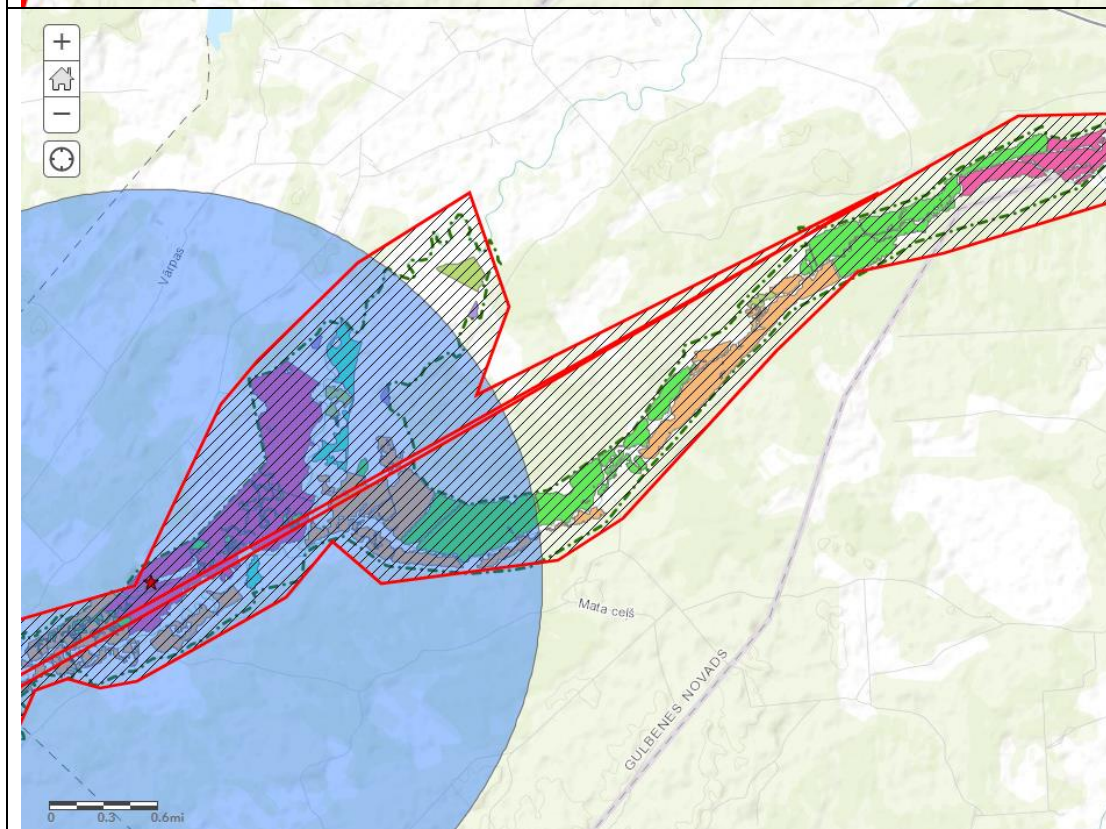 +
−
Vārpas
Mata ceļš
GULBENES NOVADS
0 0.3 0.6mi